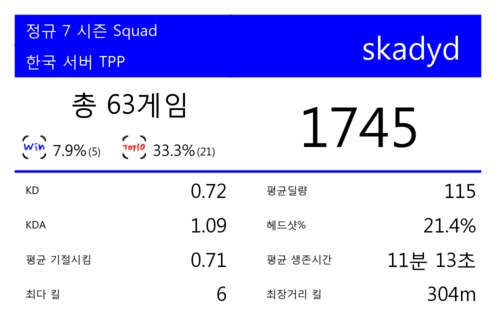 정규 7 시즌 Squad
한국 서버 TPP
skadyd
총 63게임
Win 7.9%(5) Top10 33.3%(21)
1745
KD 0.72
평균딜량 115
KDA 1.09
헤드샷% 21.4%
평균 기절시킴 0.71
평균 생존시간 11분 13초
최다 킬 6
최장거리 킬 304m